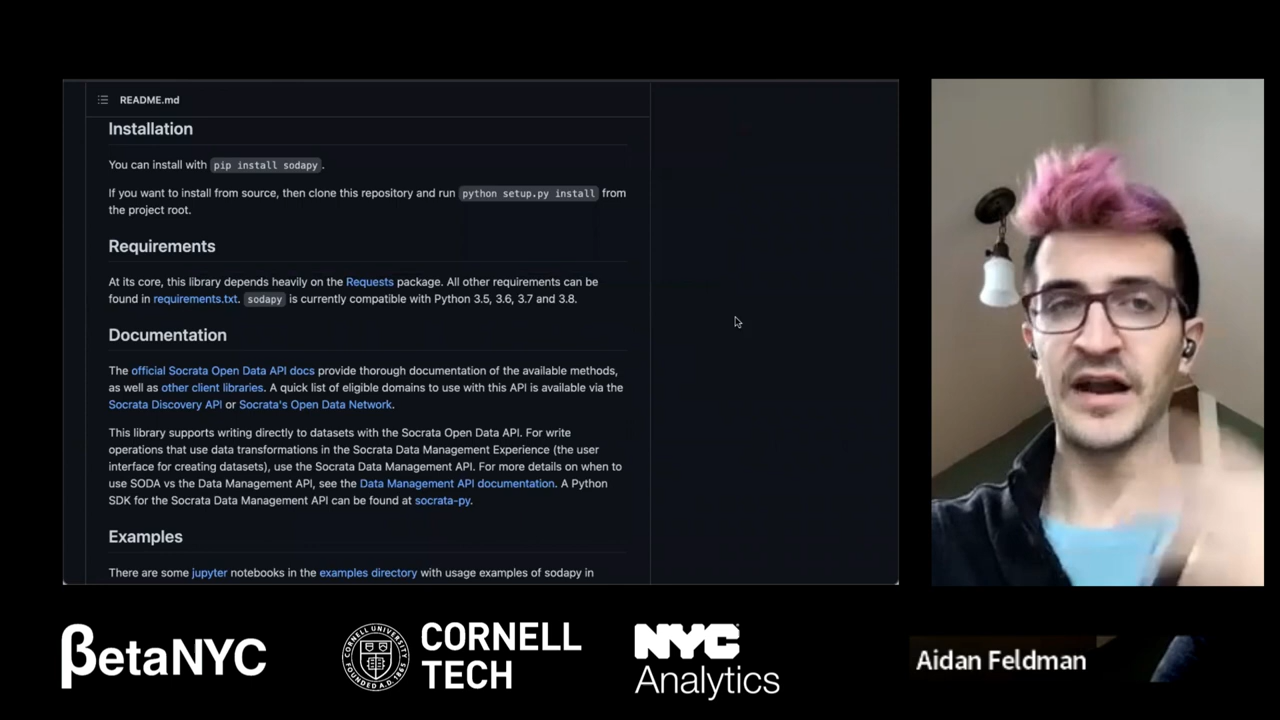 README.md
Installation
You can install with pip install sodapy.
If you want to install from source, then clone this repository and run python setup.py install from
the project root.
Requirements
At its core, this library depends heavily on the Requests package. All other requirements can be
found in requirements.txt. sodapy is currently compatible with Python 3.5, 3.6, 3.7 and 3.8.
Documentation
The official Socrata Open Data API docs provide thorough documentation of the available methods,
as well as other client libraries. A quick list of eligible domains to use with this API is available via the
Socrata Discovery API or Socrata's Open Data Network.
This library supports writing directly to datasets with the Socrata Open Data API. For write
operations that use data transformations in the Socrata Data Management Experience (the user
interface for creating datasets), use the Socrata Data Management API. For more details on when to
use SODA vs the Data Management API, see the Data Management API documentation. A Python
SDK for the Socrata Data Management API can be found at socrata-py.
Examples
There are some jupyter notebooks in the examples directory with usage examples of sodapy in
βetaNYC
CORNELL UNIVERSITY
FOUNDED A.D. 1865
CORNELL
TECH
NYC
Analytics
Aidan Feldman